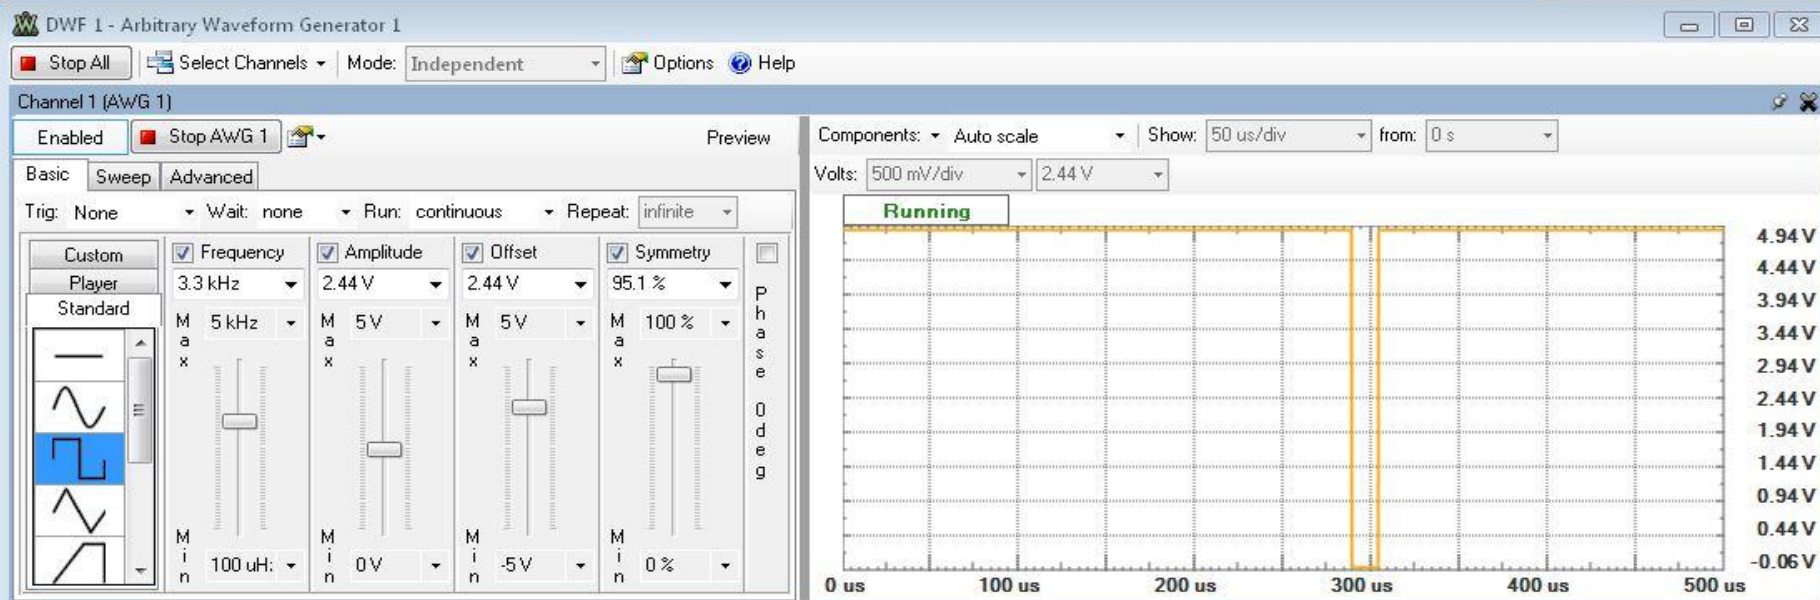 DWF 1 - Arbitrary Waveform Generator 1
Stop All Select Channels Mode: Independent Options Help
Channel 1 (AWG 1)
Enabled Stop AWG 1 Preview
Basic Sweep Advanced
Trig: None Wait: none Run: continuous Repeat: infinite
Custom
Player
Standard
Frequency
3.3 kHz
Max 5 kHz
Min 100 uH:
Amplitude
2.44 V
Max 5 V
Min 0 V
Offset
2.44 V
Max 5 V
Min -5 V
Symmetry
95.1 %
Max 100 %
Min 0 %
Phase 0 deg
Components: Auto scale Show: 50 us/div from: 0 s
Volts: 500 mV/div 2.44 V
Running
4.94 V
4.44 V
3.94 V
3.44 V
2.94 V
2.44 V
1.94 V
1.44 V
0.94 V
0.44 V
-0.06 V
0 us 100 us 200 us 300 us 400 us 500 us